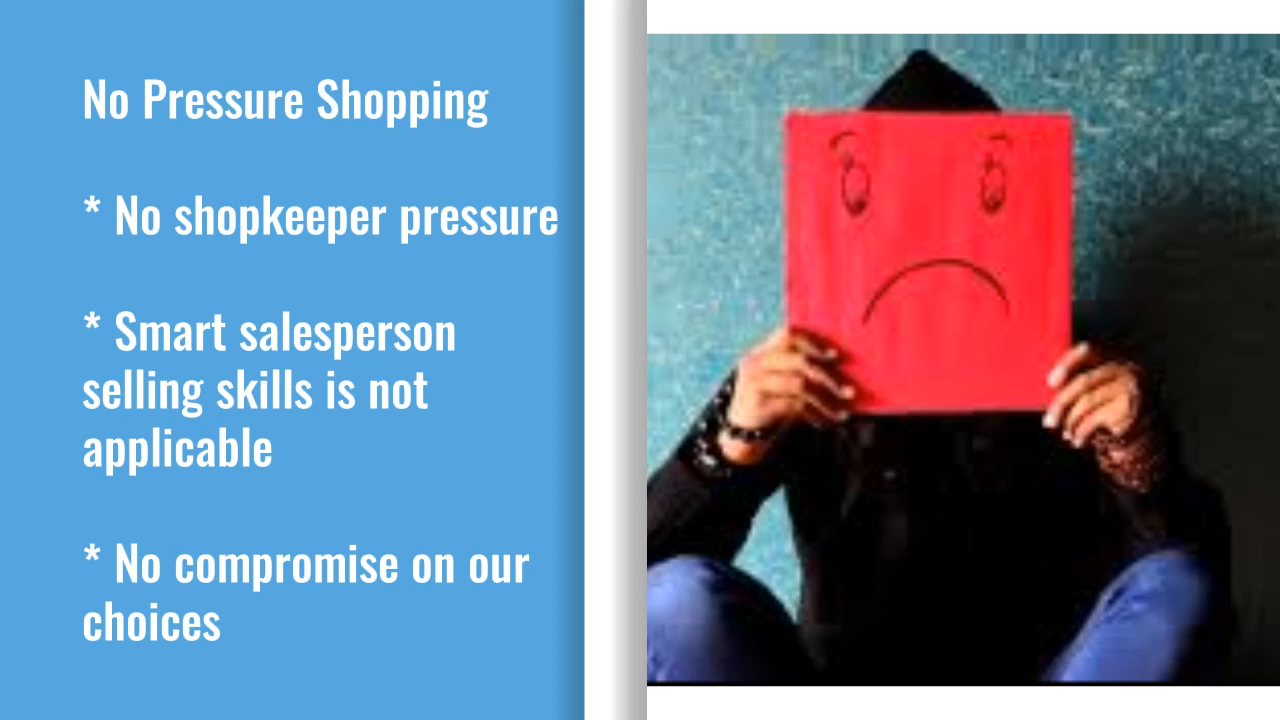 No Pressure Shopping
* No shopkeeper pressure
* Smart salesperson
selling skills is not
applicable
* No compromise on our
choices